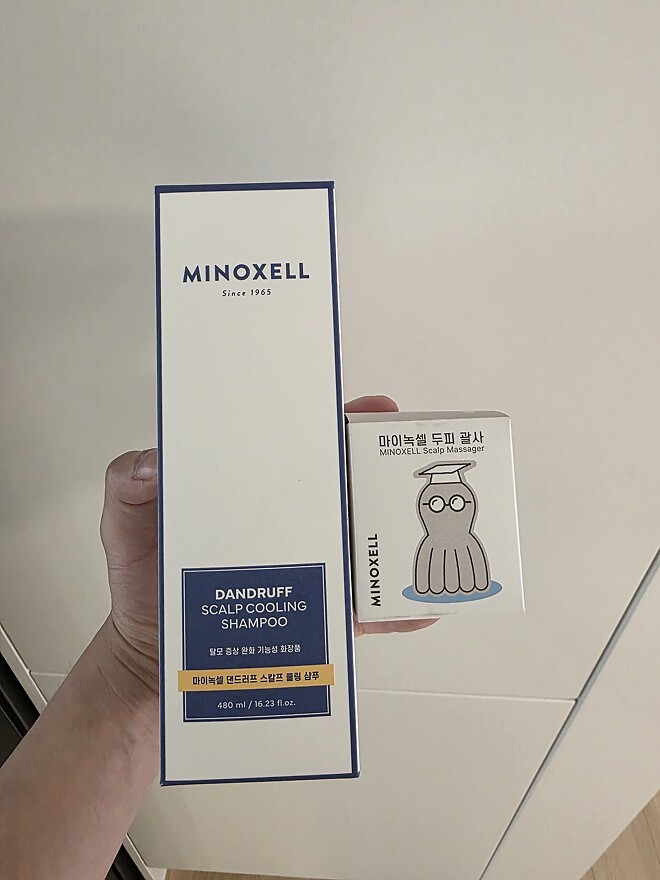 MINOXELL
Since 1965
DANDRUFF
SCALP COOLING
SHAMPOO
탈모 증상 완화 기능성 화장품
마이녹셀 댄드러프 스칼프 쿨링 샴푸
480 ml / 16.23 fl.oz.
마이녹셀 두피 괄사
MINOXELL Scalp Massager
MINOXELL